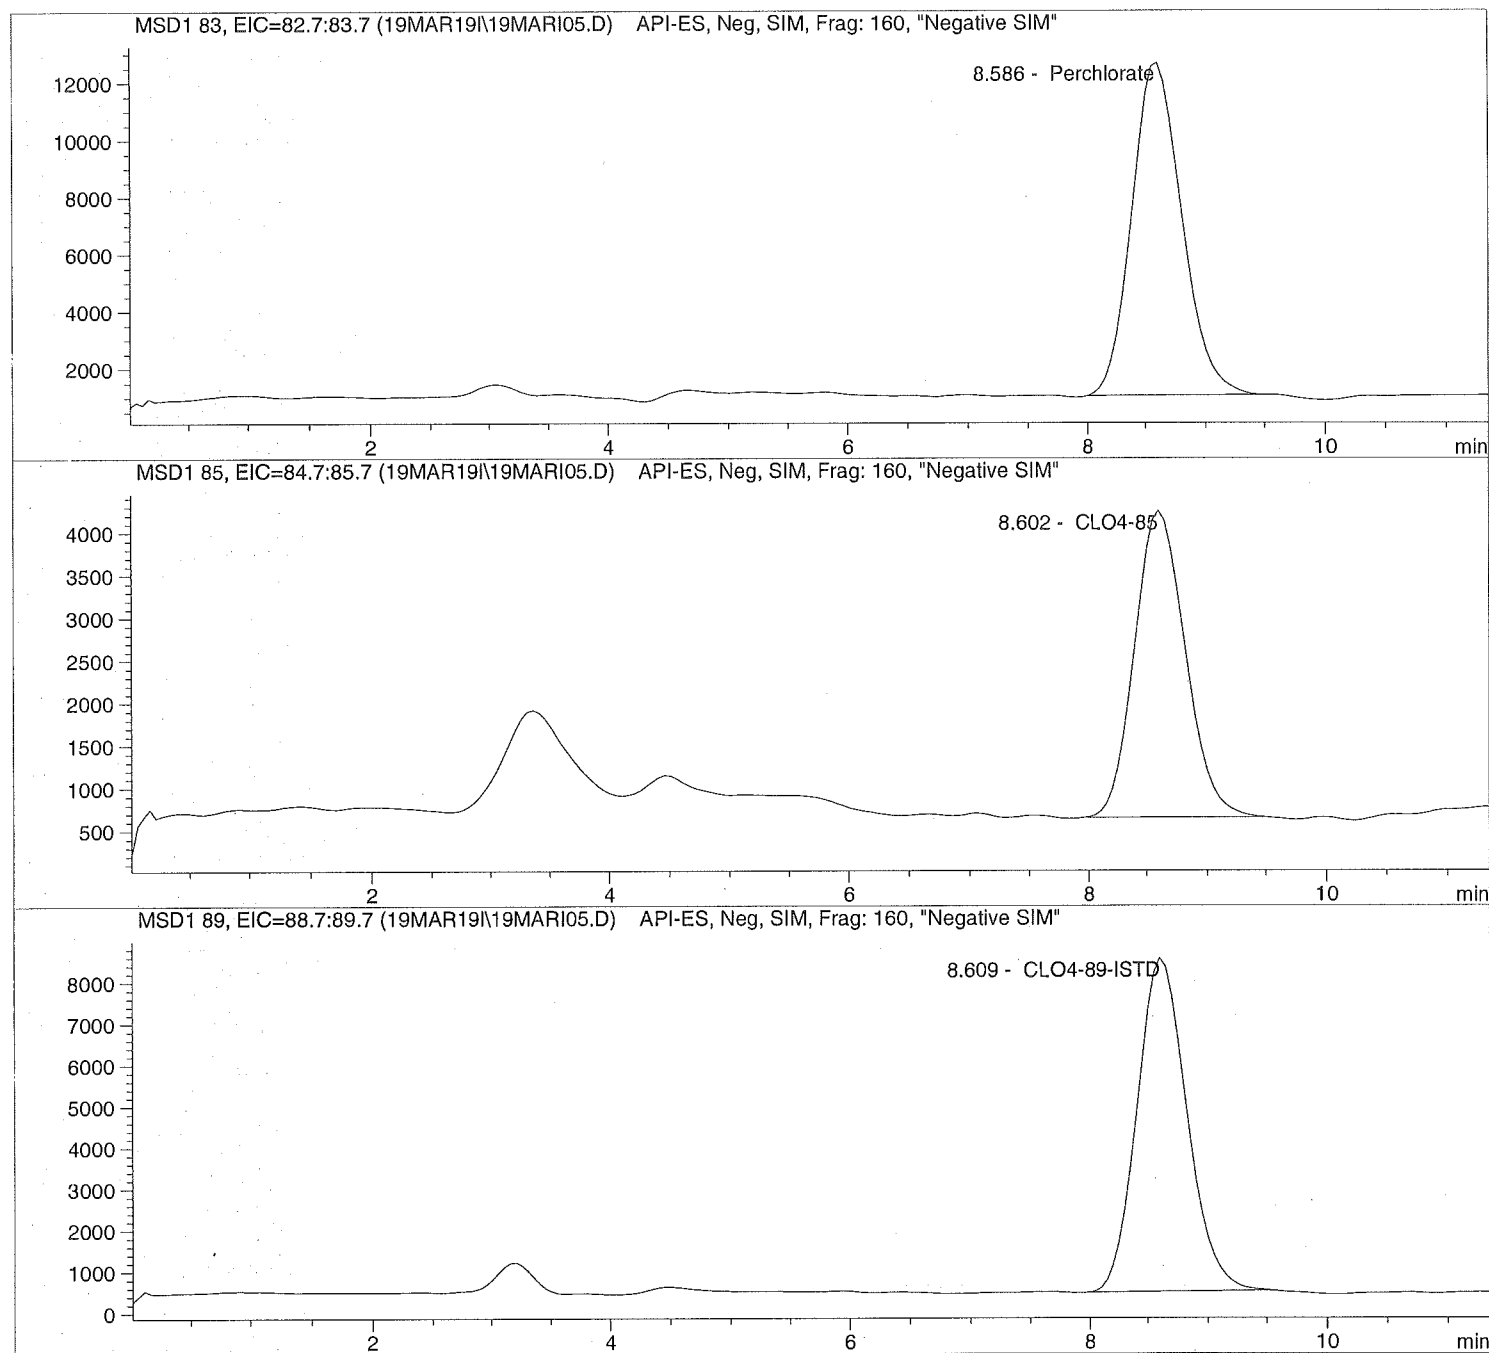 MSD1 83, EIC=82.7:83.7 (19MAR19I\19MARI05.D) API-ES, Neg, SIM, Frag: 160, "Negative SIM"
8.586 - Perchlorate
12000
10000
8000
6000
4000
2000
2 4 6 8 10 min
MSD1 85, EIC=84.7:85.7 (19MAR19I\19MARI05.D) API-ES, Neg, SIM, Frag: 160, "Negative SIM"
8.602 - CLO4-85
4000
3500
3000
2500
2000
1500
1000
500
2 4 6 8 10 min
MSD1 89, EIC=88.7:89.7 (19MAR19I\19MARI05.D) API-ES, Neg, SIM, Frag: 160, "Negative SIM"
8.609 - CLO4-89-ISTD
8000
7000
6000
5000
4000
3000
2000
1000
0
2 4 6 8 10 min